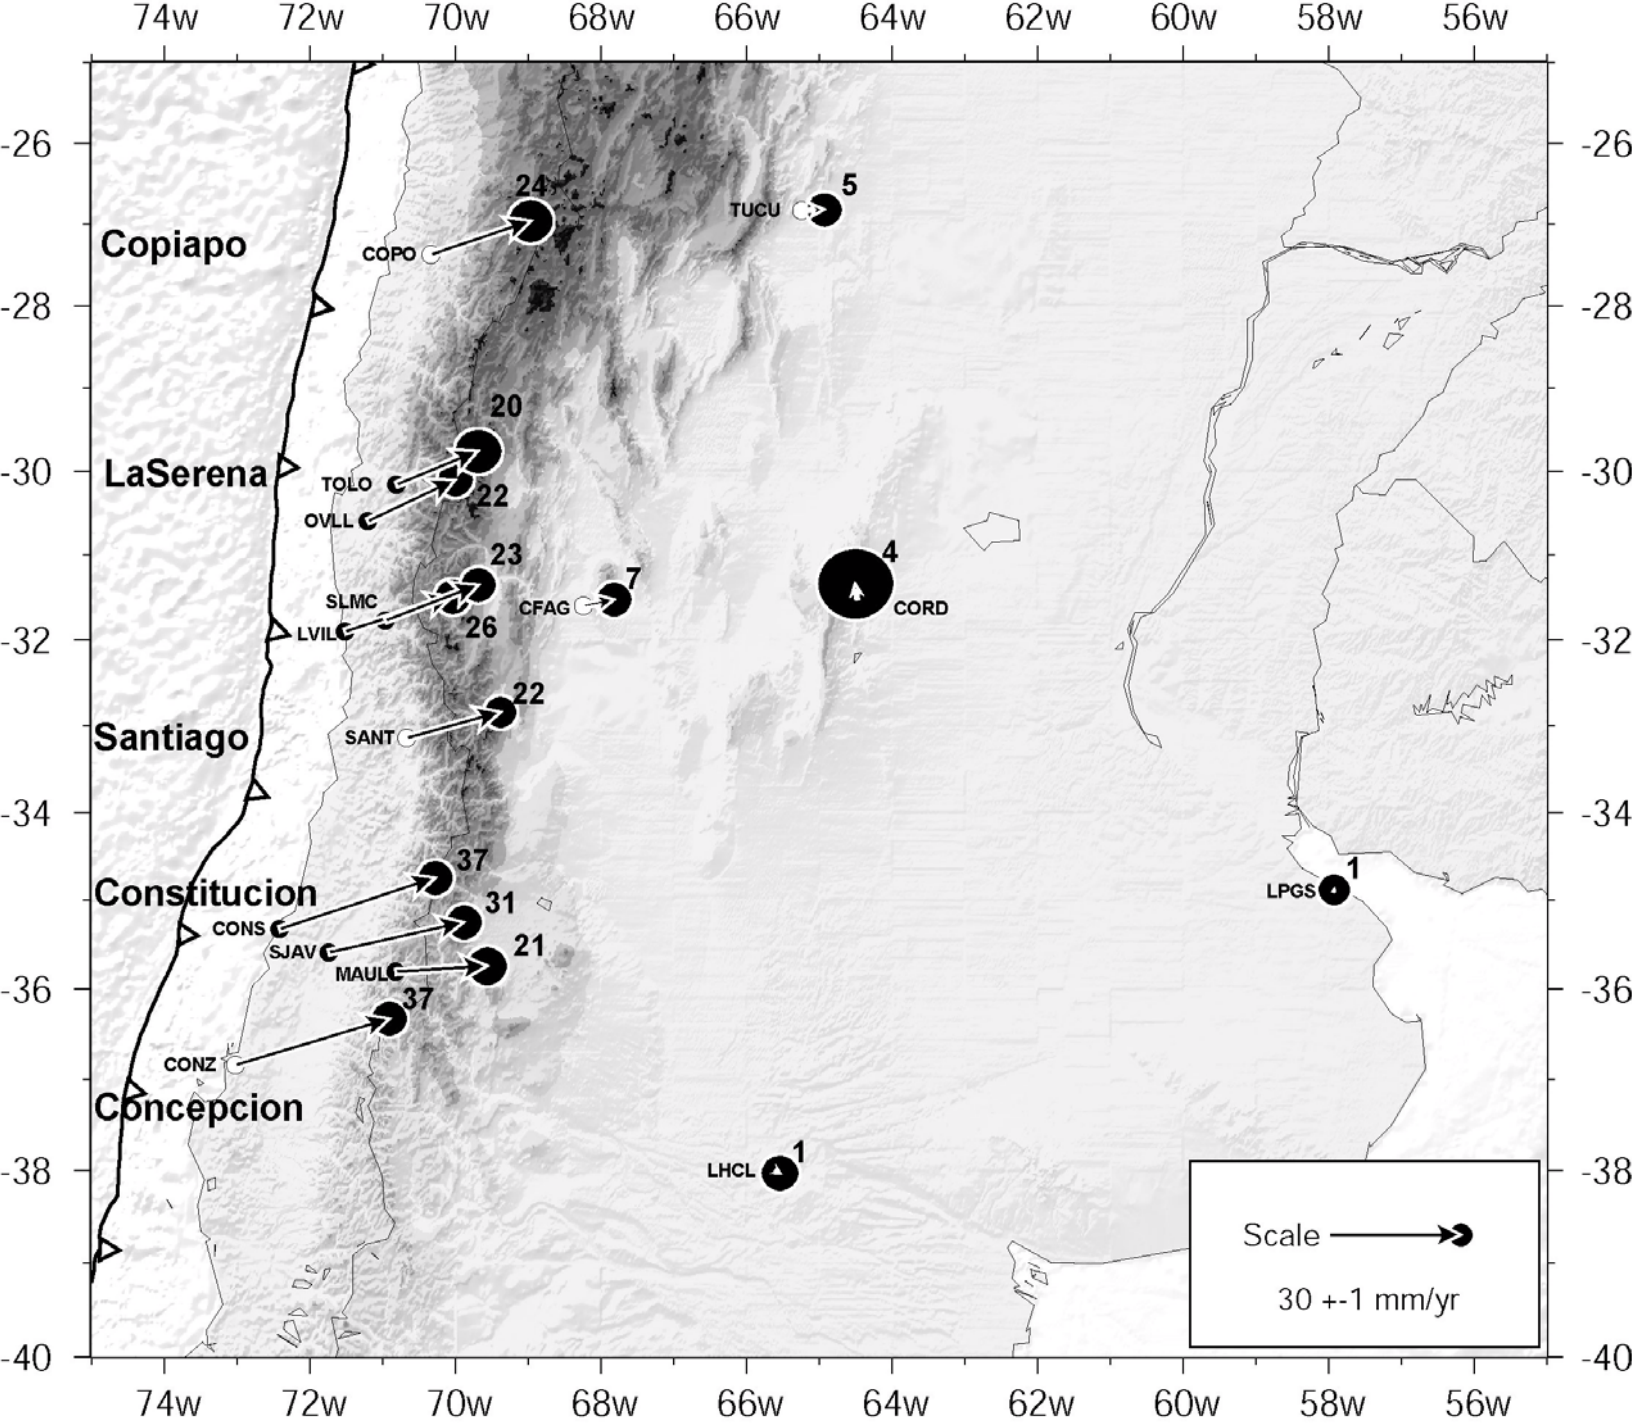 74w 72w 70w 68w 66w 64w 62w 60w 58w 56w
-26 -26
24
5
TUCU
Copiapo
COPO
-28 -28
20
LaSerena
-30 -30
TOLO
22
OVLL
23
4
7
SLMC
CFAG
CORD
26
LVIL
-32 -32
22
SANT
Santiago
-34 -34
37
1
Constitucion
LPGS
31
CONS
21
SJAV
MAUL
-36 -36
37
CONZ
Concepcion
1
LHCL
-38 -38
Scale
30 +-1 mm/yr
-40 -40
74w 72w 70w 68w 66w 64w 62w 60w 58w 56w